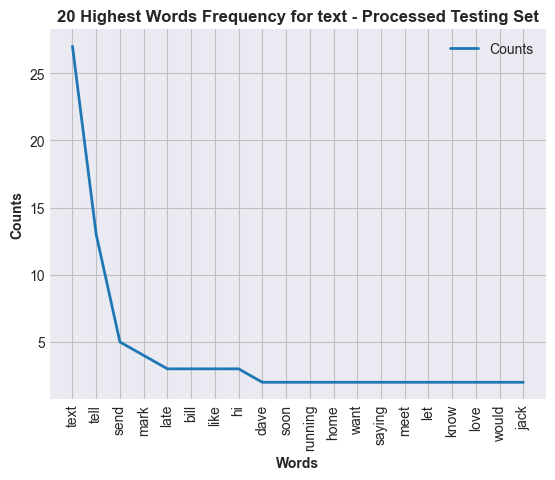 20 Highest Words Frequency for text - Processed Testing Set
Counts
Counts
25
20
15
10
5
text
tell
send
mark
late
bill
like
hi
dave
soon
running
home
want
saying
meet
let
know
love
would
jack
Words